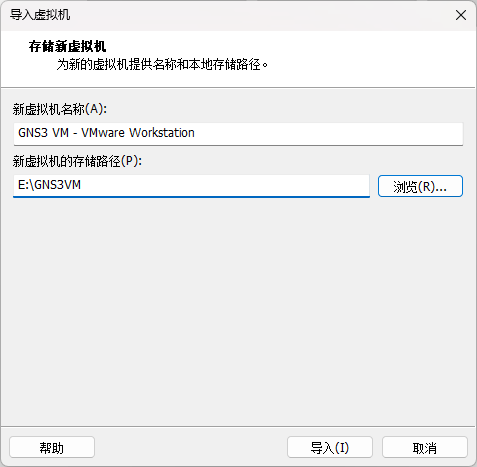 导入虚拟机
存储新虚拟机
为新的虚拟机提供名称和本地存储路径。
新虚拟机名称(A):
GNS3 VM - VMware Workstation
新虚拟机的存储路径(P):
E:\GNS3VM
浏览(R)...
帮助
导入(I)
取消